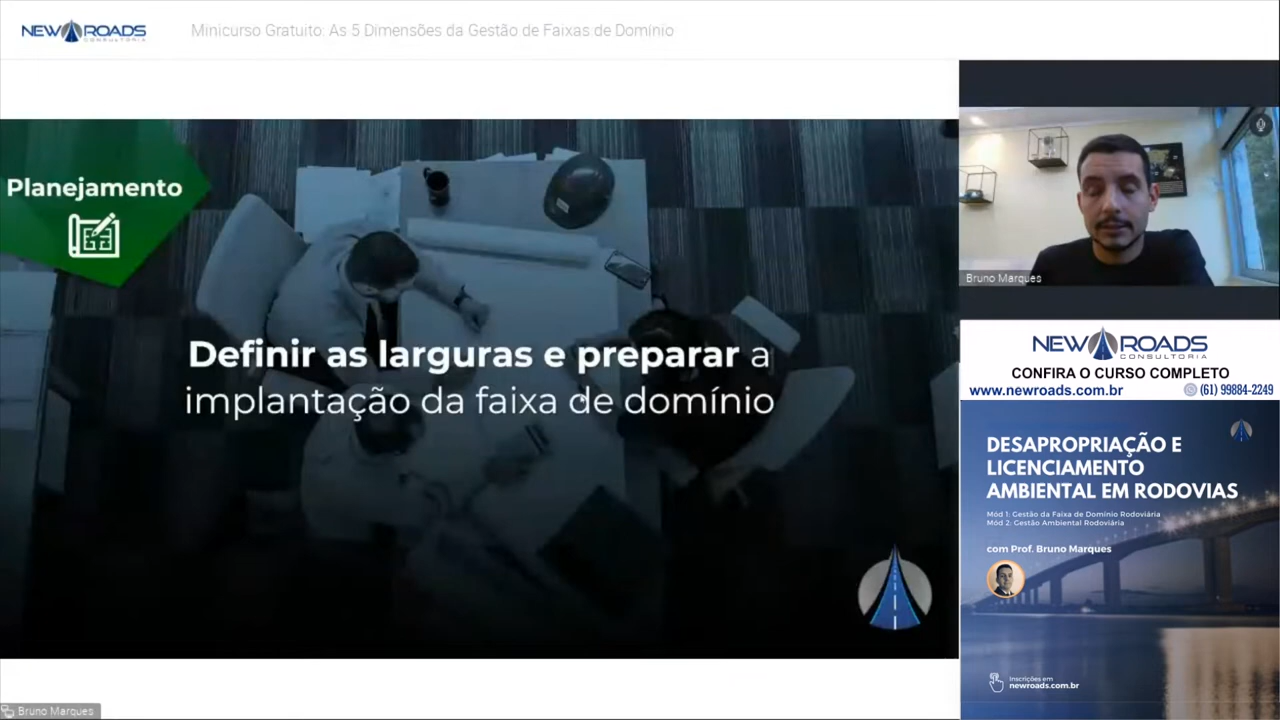 NEW ROADS
CONSULTORIA
Minicurso Gratuito: As 5 Dimensões da Gestão de Faixas de Domínio
Planejamento
Definir as larguras e preparar a
implantação da faixa de domínio
Bruno Marques
Bruno Marques
NEW ROADS
CONSULTORIA
CONFIRA O CURSO COMPLETO
www.newroads.com.br (61) 99884-2249
DESAPROPRIAÇÃO E
LICENCIAMENTO
AMBIENTAL EM RODOVIAS
Mód 1: Gestão da Faixa de Domínio Rodoviária
Mód 2: Gestão Ambiental Rodoviária
com Prof. Bruno Marques
Inscrições em
newroads.com.br